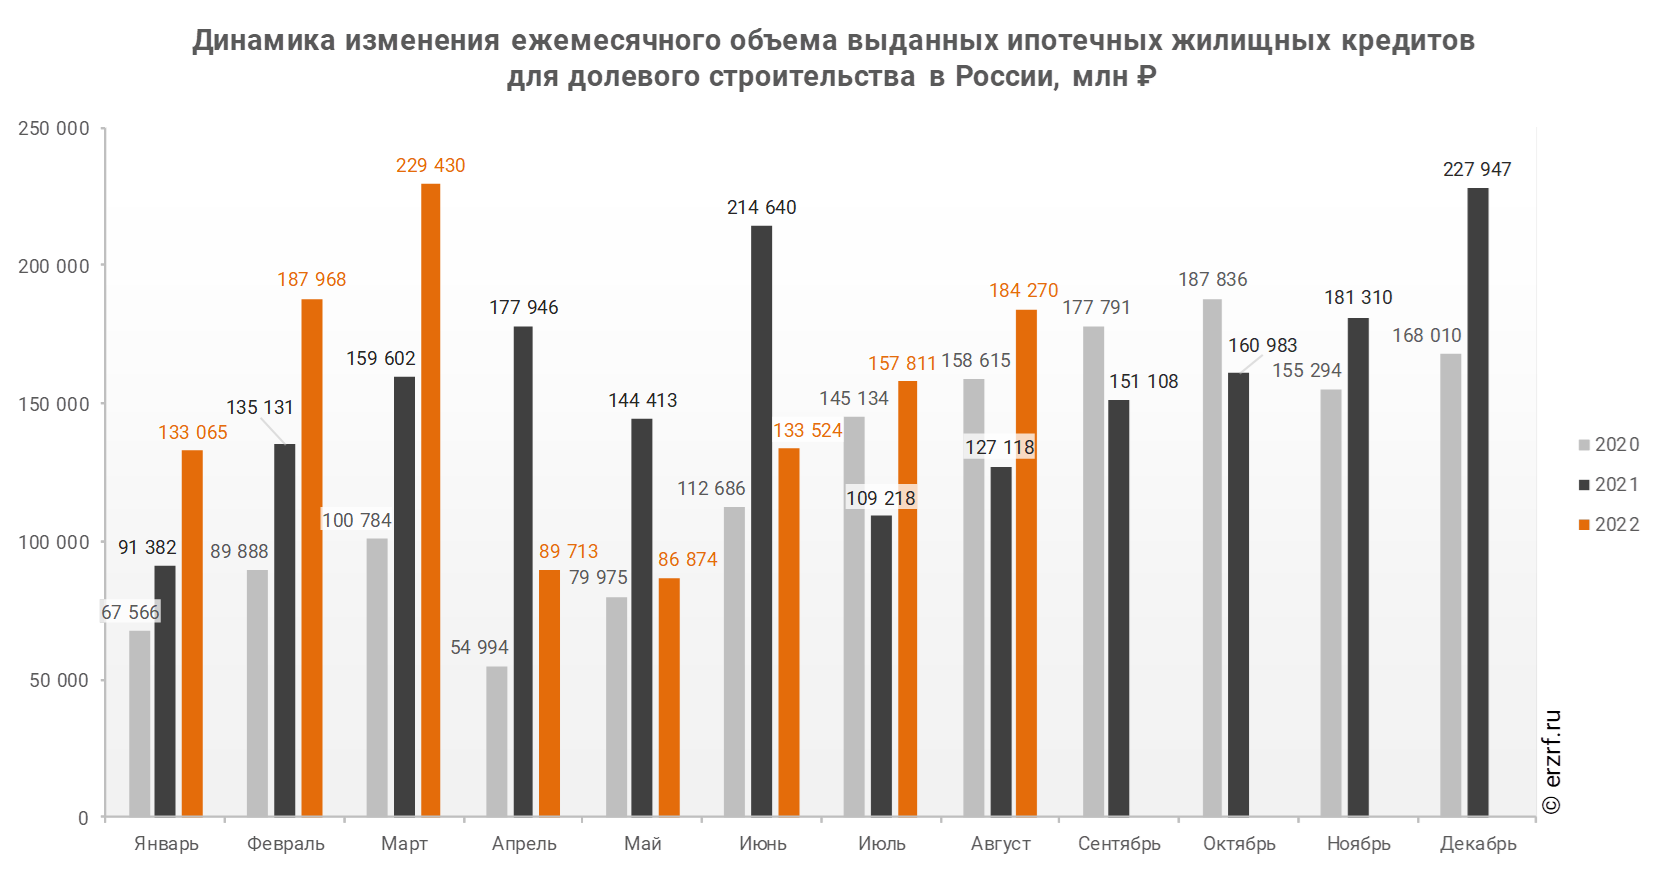 Динамика изменения ежемесячного объема выданных ипотечных жилищных кредитов
для долевого строительства в России, млн ₽
250 000
200 000
150 000
100 000
50 000
0
67 566
91 382
133 065
89 888
135 131
187 968
100 784
159 602
229 430
54 994
177 946
89 713
79 975
144 413
86 874
112 686
214 640
133 524
145 134
109 218
157 811
158 615
127 118
184 270
177 791
151 108
187 836
160 983
155 294
181 310
168 010
227 947
Январь
Февраль
Март
Апрель
Май
Июнь
Июль
Август
Сентябрь
Октябрь
Ноябрь
Декабрь
2020
2021
2022
© erzrf.ru